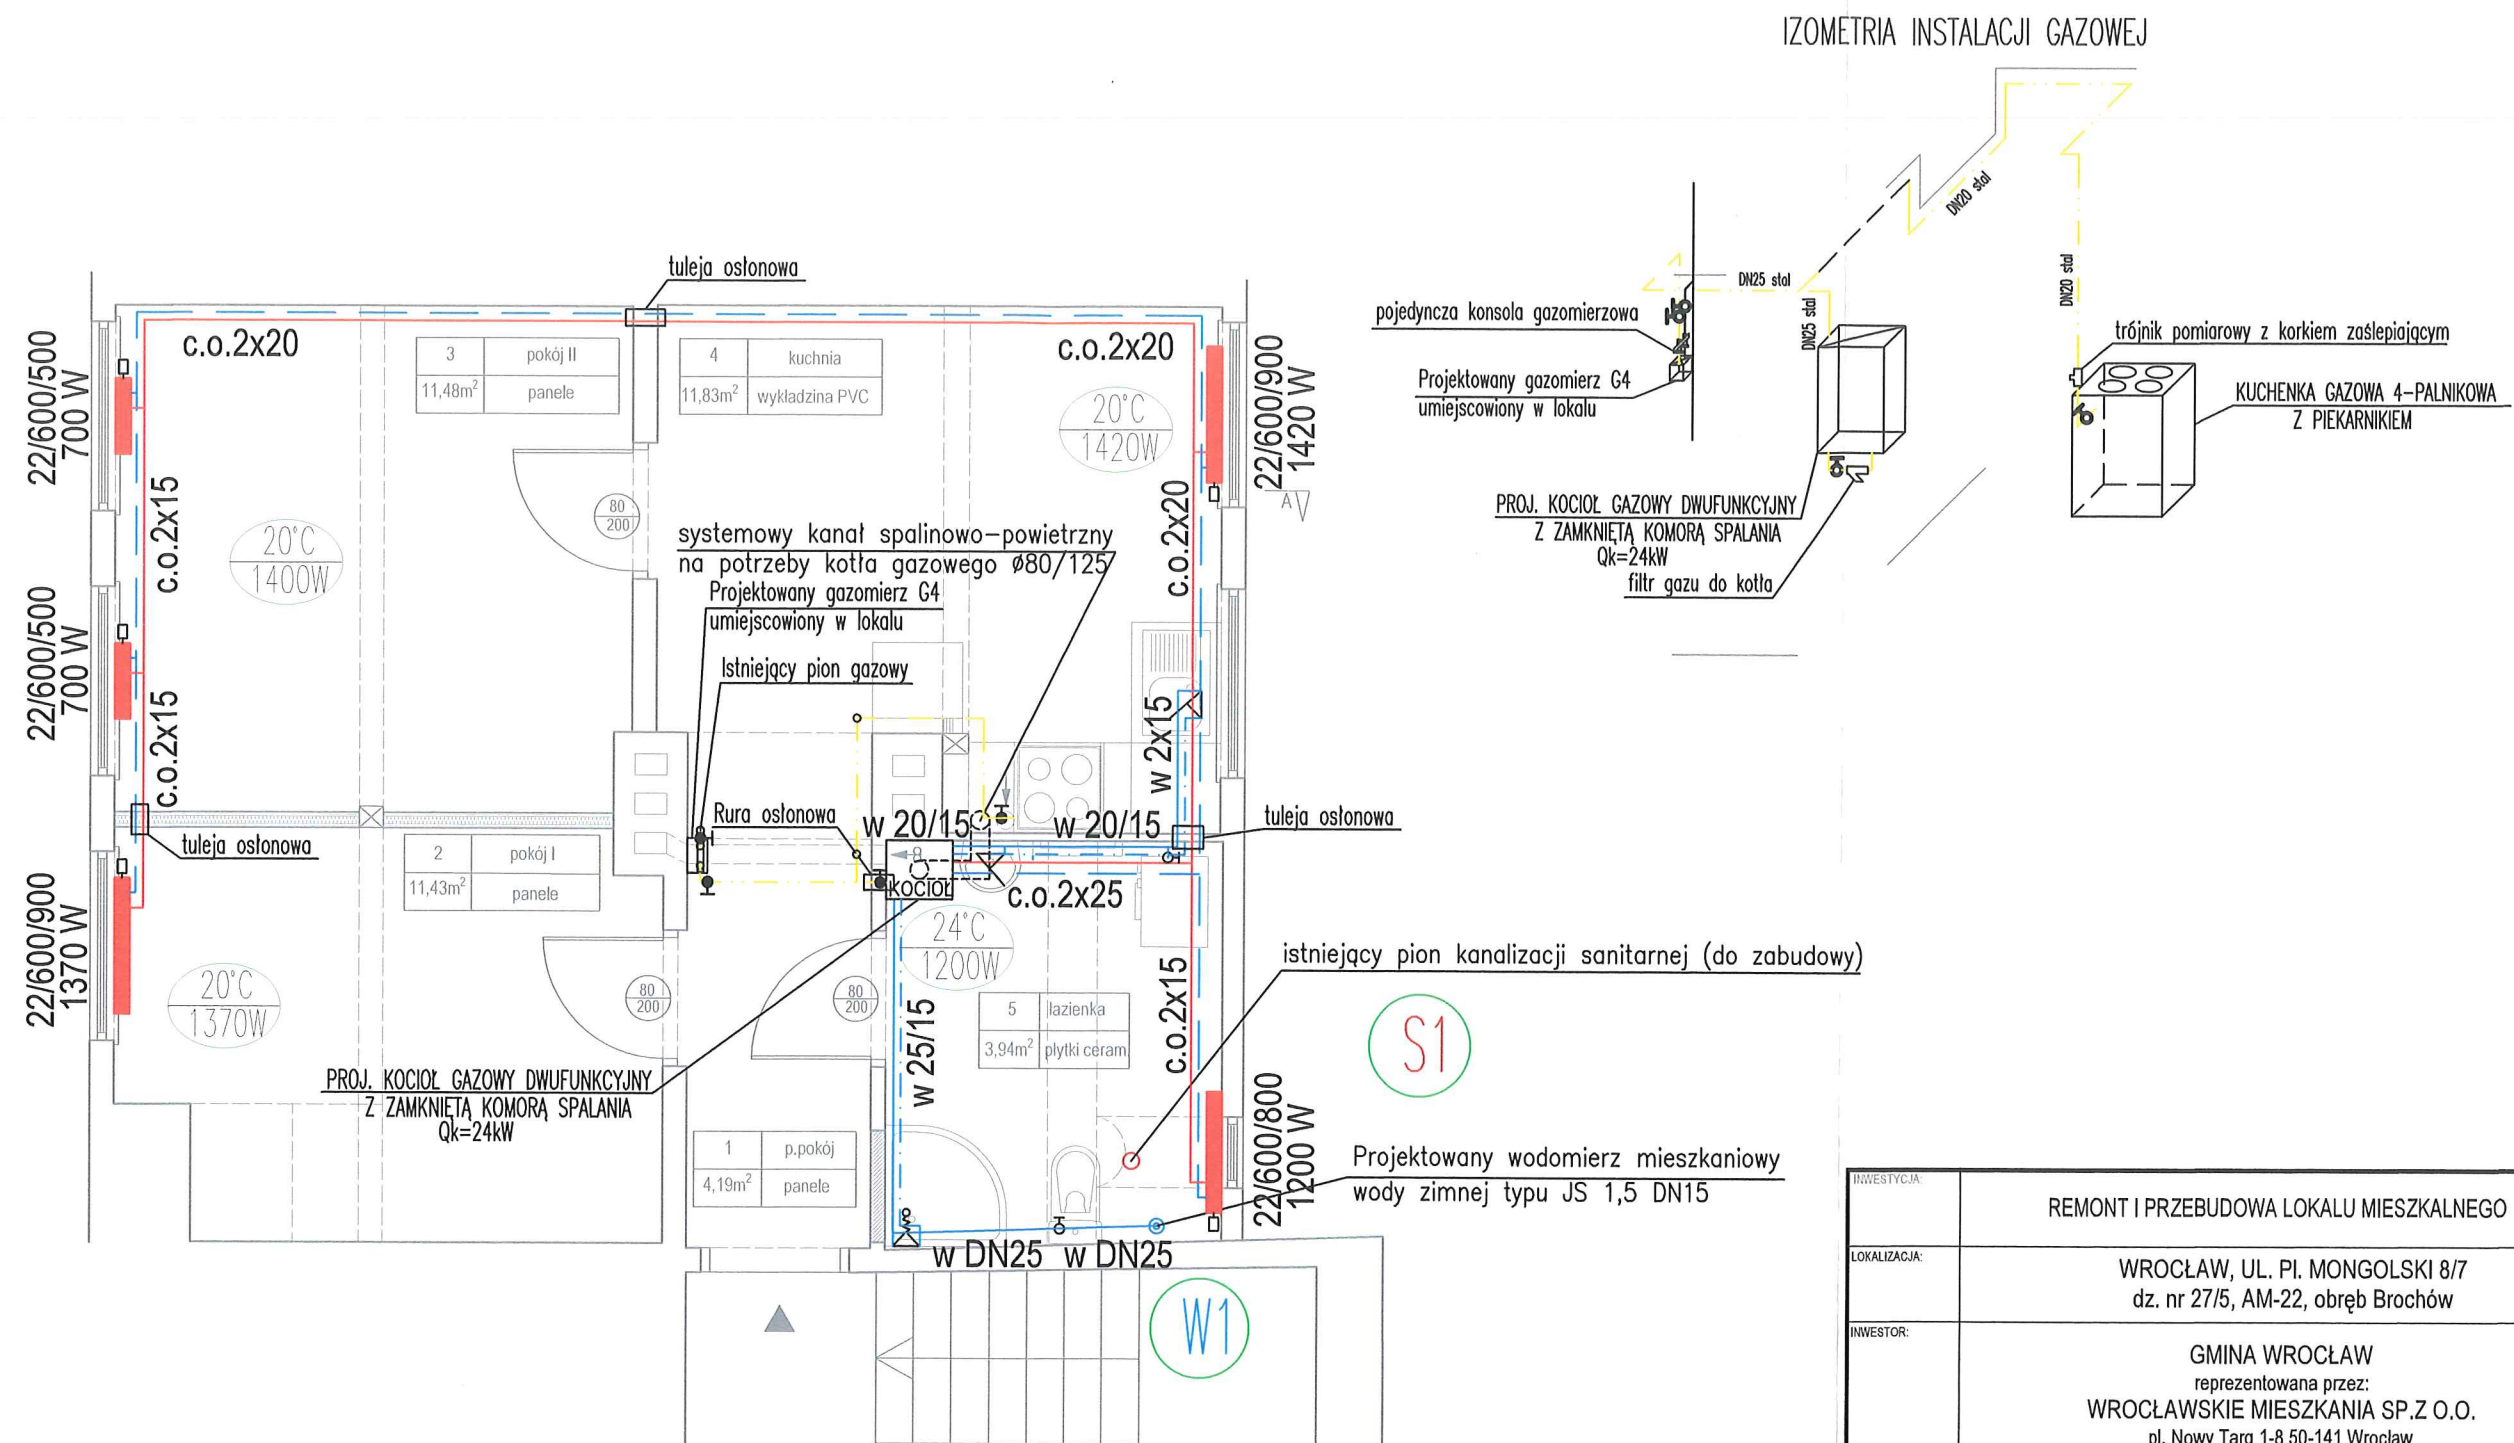 IZOMETRIA INSTALACJI GAZOWEJ
DN20 stal
DN25 stal
DN25 stal
DN20 stal
pojedyncza konsola gazomierzowa
Projektowany gazomierz G4
umiejscowiony w lokalu
trójnik pomiarowy z korkiem zaślepiającym
KUCHENKA GAZOWA 4-PALNIKOWA
Z PIEKARNIKIEM
PROJ. KOCIOŁ GAZOWY DWUFUNKCYJNY
Z ZAMKNIĘTĄ KOMORĄ SPALANIA
Qk=24kW
filtr gazu do kotła
tuleja osłonowa
c.o.2x20
3 pokój II
11,48m² panele
4 kuchnia
11,83m² wykładzina PVC
c.o.2x20
20°C
1420W
22/600/500
700 W
22/600/900
1420 W
A
c.o.2x15
20°C
1400W
80
200
c.o.2x20
systemowy kanał spalinowo-powietrzny
na potrzeby kotła gazowego Ø80/125
Projektowany gazomierz G4
umiejscowiony w lokalu
Istniejący pion gazowy
22/600/500
700 W
c.o.2x15
w 2x15
Rura osłonowa
w 20/15
w 20/15
tuleja osłonowa
tuleja osłonowa
2 pokój I
11,43m² panele
8
KOCIOŁ
c.o.2x25
24°C
1200W
22/600/900
1370 W
20°C
1370W
80
200
80
200
w 25/15
5 łazienka
3,94m² płytki ceram.
c.o.2x15
istniejący pion kanalizacji sanitarnej (do zabudowy)
S1
PROJ. KOCIOŁ GAZOWY DWUFUNKCYJNY
Z ZAMKNIĘTĄ KOMORĄ SPALANIA
Qk=24kW
1 p.pokój
4,19m² panele
22/600/800
1200 W
Projektowany wodomierz mieszkaniowy
wody zimnej typu JS 1,5 DN15
w DN25 w DN25
W1
INWESTYCJA:
REMONT I PRZEBUDOWA LOKALU MIESZKALNEGO
LOKALIZACJA:
WROCŁAW, UL. Pl. MONGOLSKI 8/7
dz. nr 27/5, AM-22, obręb Brochów
INWESTOR:
GMINA WROCŁAW
reprezentowana przez:
WROCŁAWSKIE MIESZKANIA SP.Z O.O.
pl. Nowy Targ 1-8 50-141 Wrocław